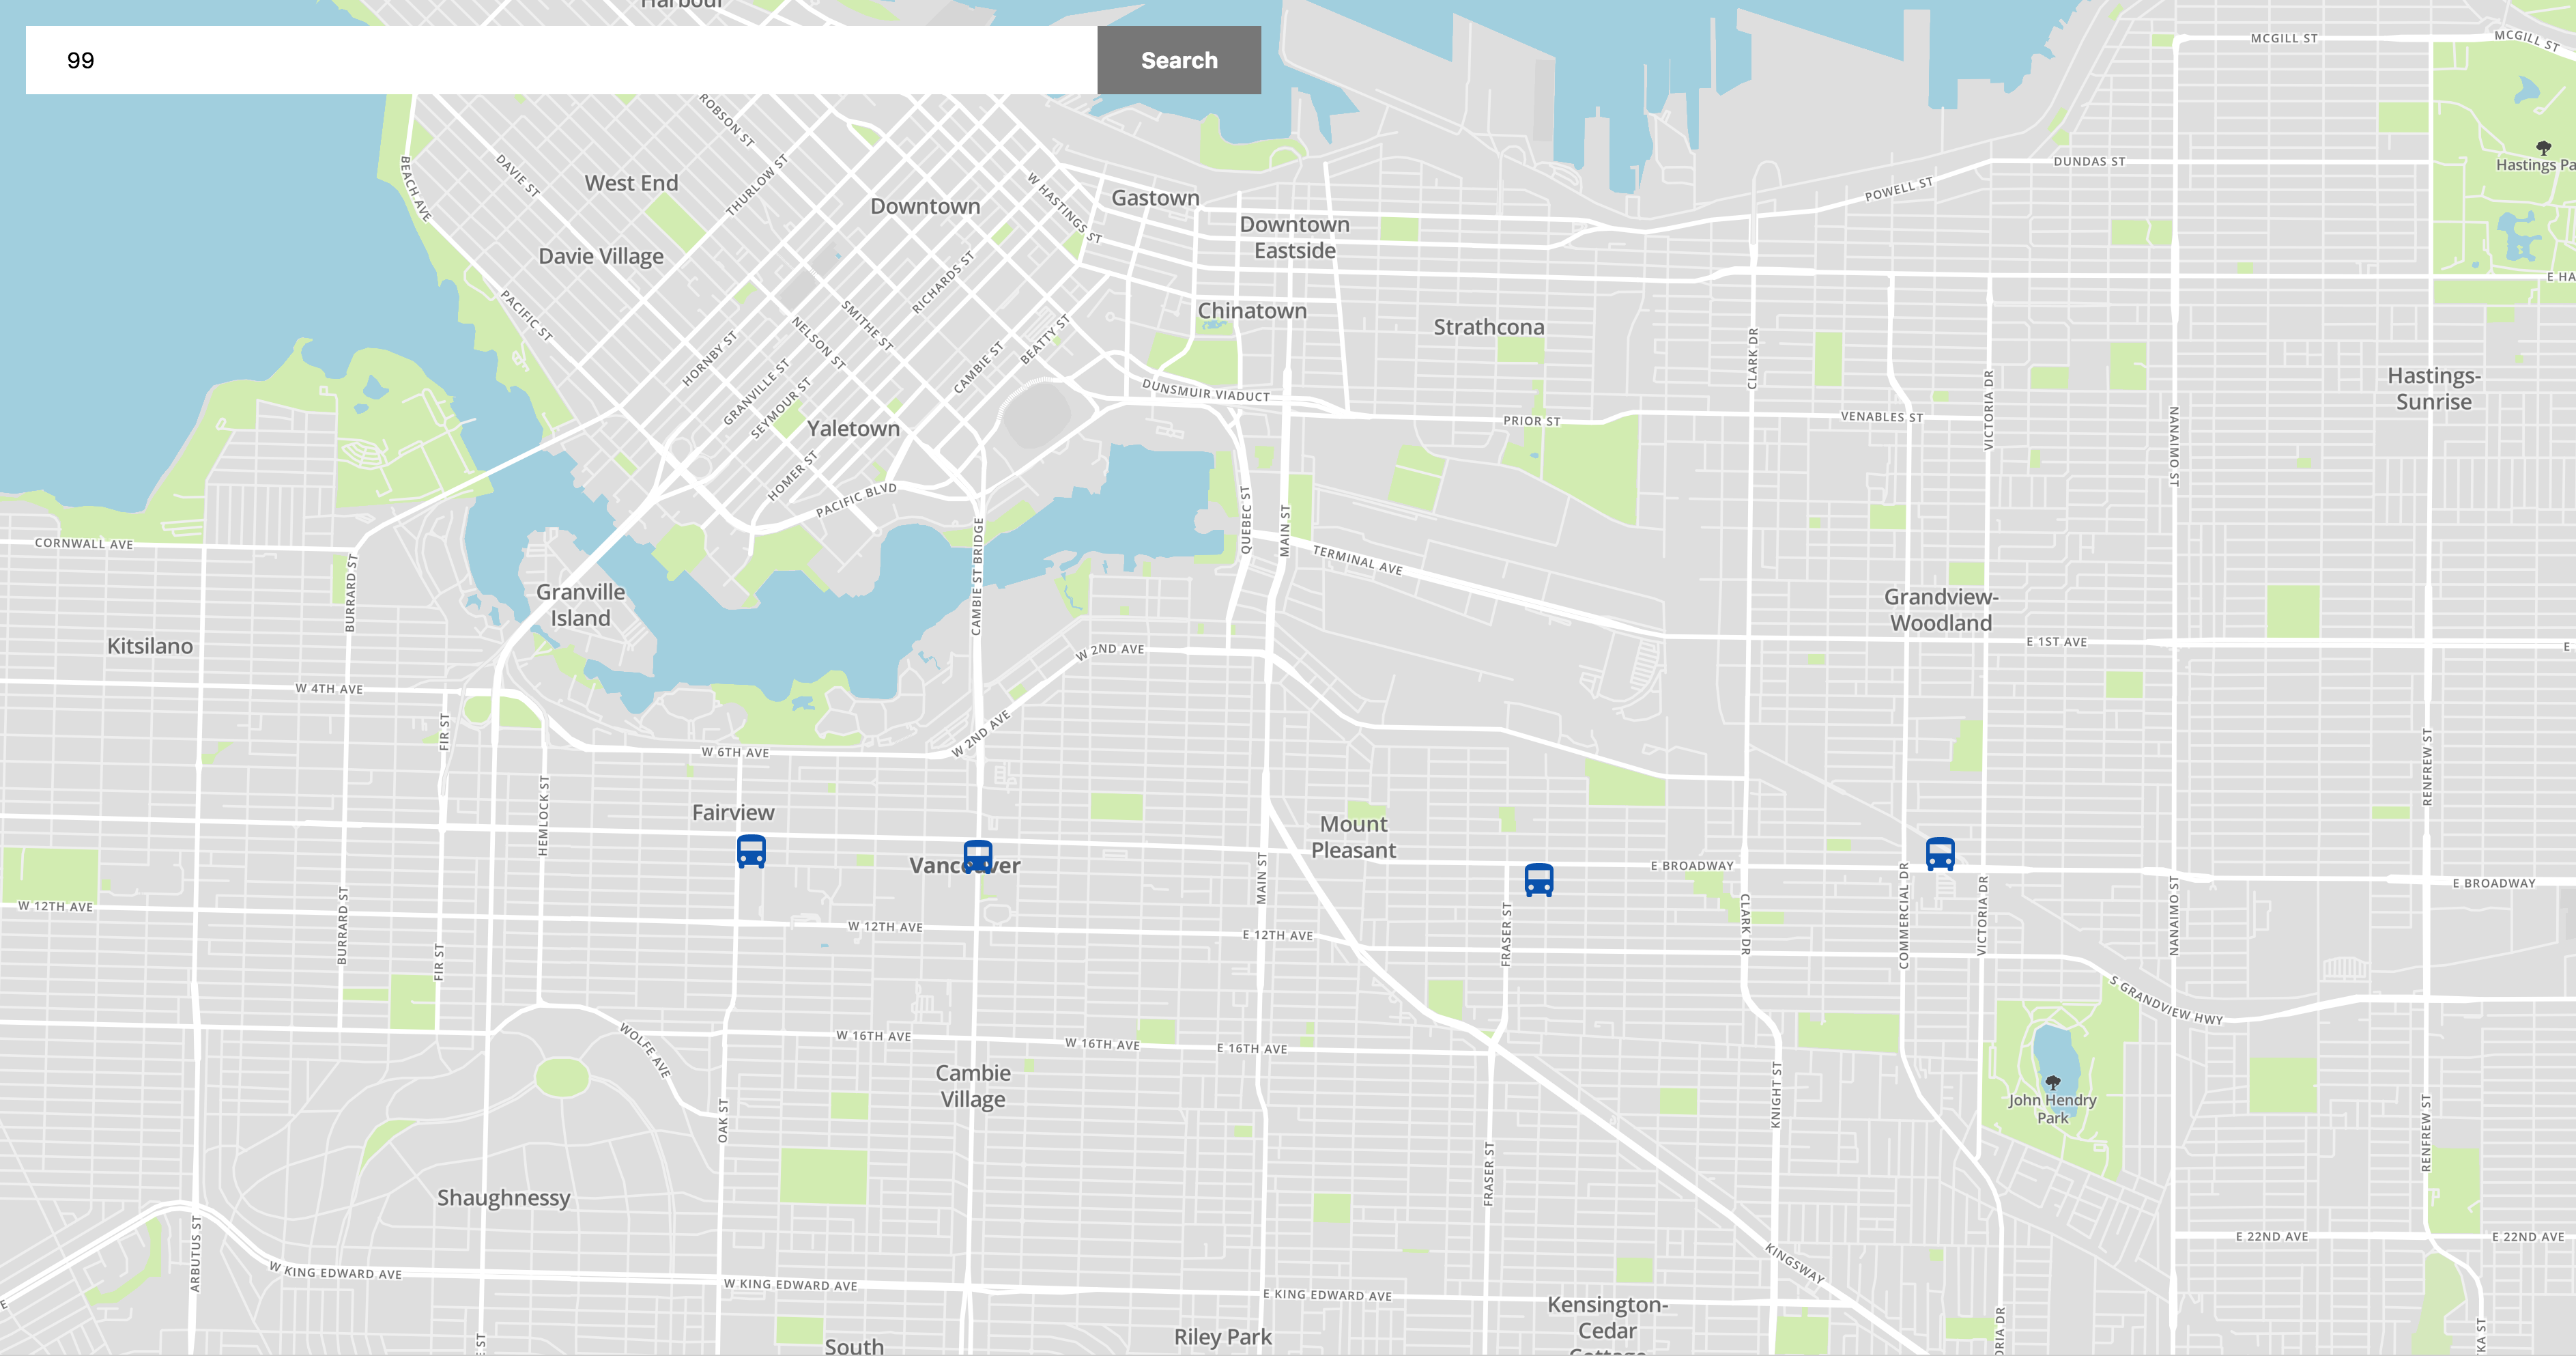 Harbour
99
Search
MCGILL ST
MCGILL ST
ROBSON ST
DUNDAS ST
Hastings Pa
BEACH AVE
DAVIE ST
West End
THURLOW ST
Downtown
W HASTINGS ST
Gastown
POWELL ST
Downtown
Eastside
Davie Village
RICHARDS ST
E HA
PACIFIC ST
SMITHE ST
Chinatown
Strathcona
NELSON ST
HORNBY ST
CAMBIE ST
BEATTY ST
CLARK DR
GRANVILLE ST
SEYMOUR ST
DUNSMUIR VIADUCT
VICTORIA DR
Hastings-
Sunrise
Yaletown
PRIOR ST
VENABLES ST
NANAIMO ST
HOMER ST
PACIFIC BLVD
QUEBEC ST
MAIN ST
CORNWALL AVE
BURRARD ST
CAMBIE ST BRIDGE
TERMINAL AVE
Granville
Island
Grandview-
Woodland
Kitsilano
W 2ND AVE
E 1ST AVE
E
W 4TH AVE
FIR ST
W 2ND AVE
W 6TH AVE
RENFREW ST
HEMLOCK ST
Fairview
Mount
Pleasant
Vancouver
E BROADWAY
E BROADWAY
MAIN ST
W 12TH AVE
BURRARD ST
FIR ST
W 12TH AVE
E 12TH AVE
FRASER ST
CLARK DR
COMMERCIAL DR
VICTORIA DR
NANAIMO ST
S GRANDVIEW HWY
WOLFE AVE
W 16TH AVE
W 16TH AVE
E 16TH AVE
Cambie
Village
OAK ST
KNIGHT ST
John Hendry
Park
RENFREW ST
FRASER ST
Shaughnessy
ARBUTUS ST
W KING EDWARD AVE
W KING EDWARD AVE
E KING EDWARD AVE
KINGSWAY
E 22ND AVE
E 22ND AVE
Kensington-
Cedar
Cottage
South
Riley Park
E ST
RIA DR
KA ST